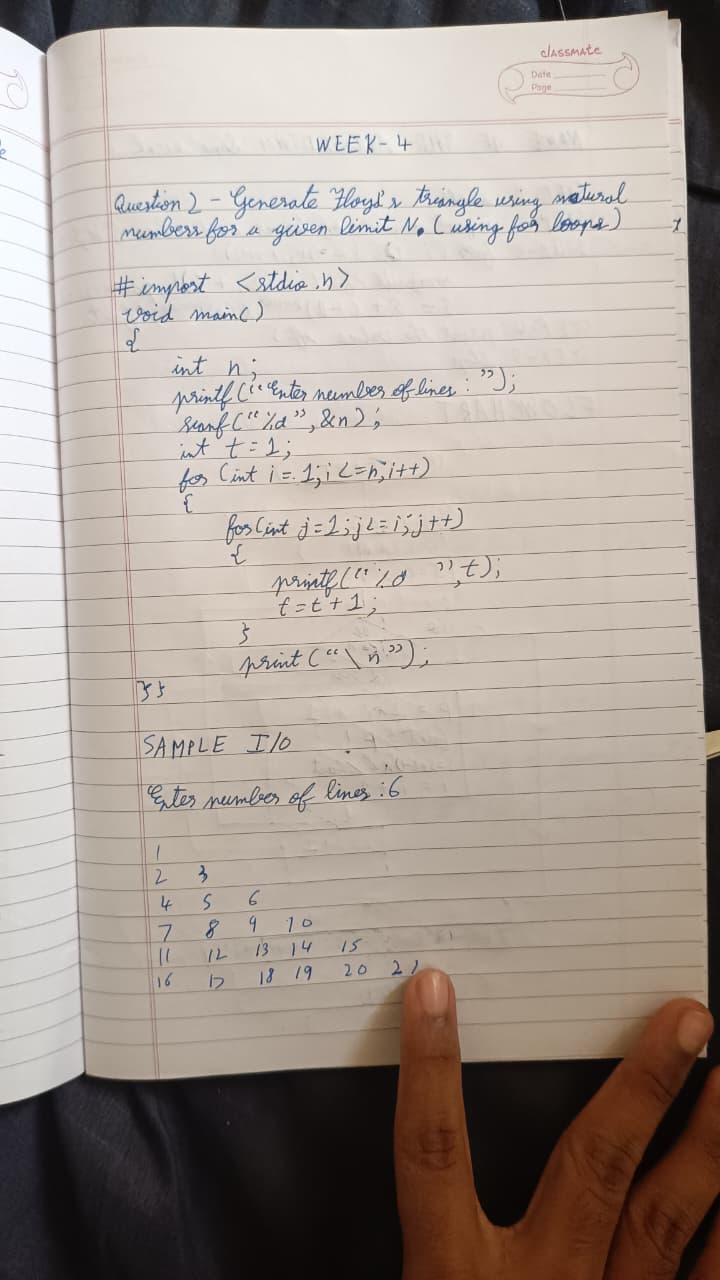 classmate
Date
Page
WEEK-4
Question 2 - Generate Floyd's triangle using natural
numbers for a given limit N. (using for loops)
#import <stdio.h>
void main()
{
int n;
printf("Enter number of lines : ");
scanf("%d", &n);
int t=1;
for (int i=1;i<=n;i++)
{
for(int j=1;j<=i;j++)
{
printf("%d ",t);
t=t+1;
}
print("\n");
}}
SAMPLE I/O
Enter number of lines :6
1
2 3
4 5 6
7 8 9 10
11 12 13 14 15
16 17 18 19 20 21